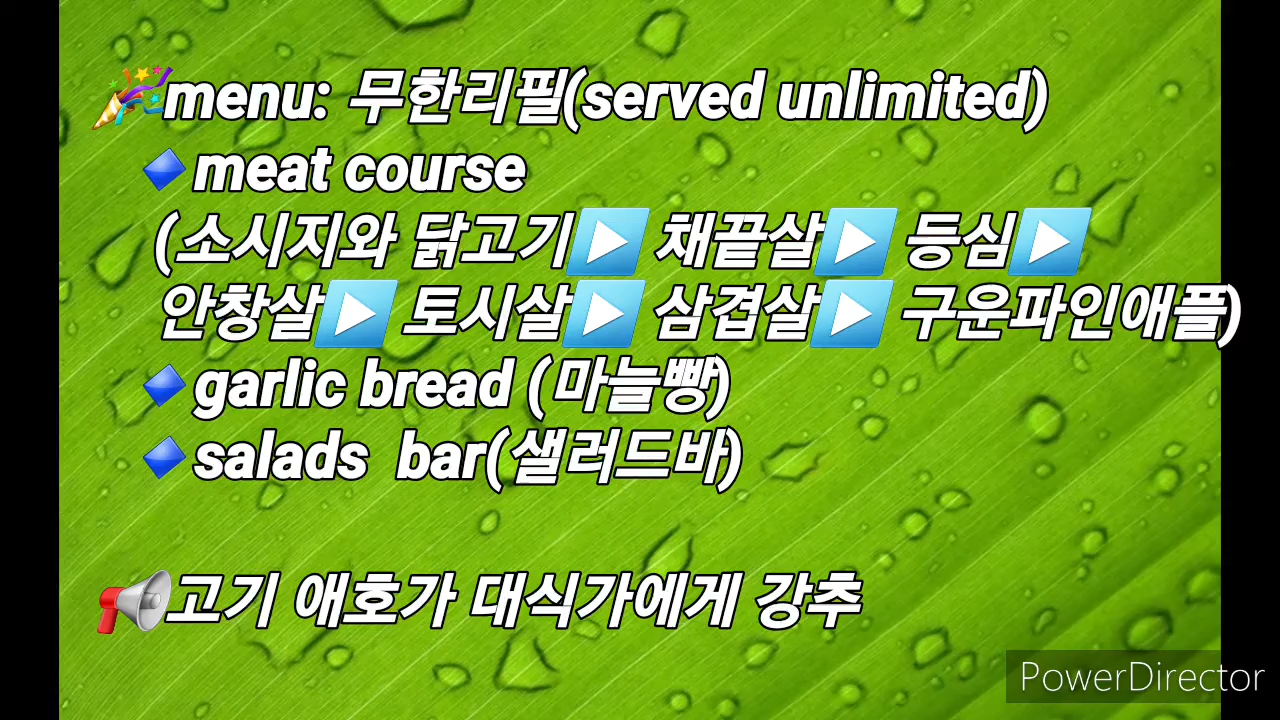 🎉menu: 무한리필(served unlimited)
🔹meat course
(소시지와 닭고기▶️ 채끝살▶️ 등심▶️
안창살▶️ 토시살▶️ 삼겹살▶️ 구운파인애플)
🔹garlic bread (마늘빵)
🔹salads bar(샐러드바)
📢고기 애호가 대식가에게 강추
PowerDirector